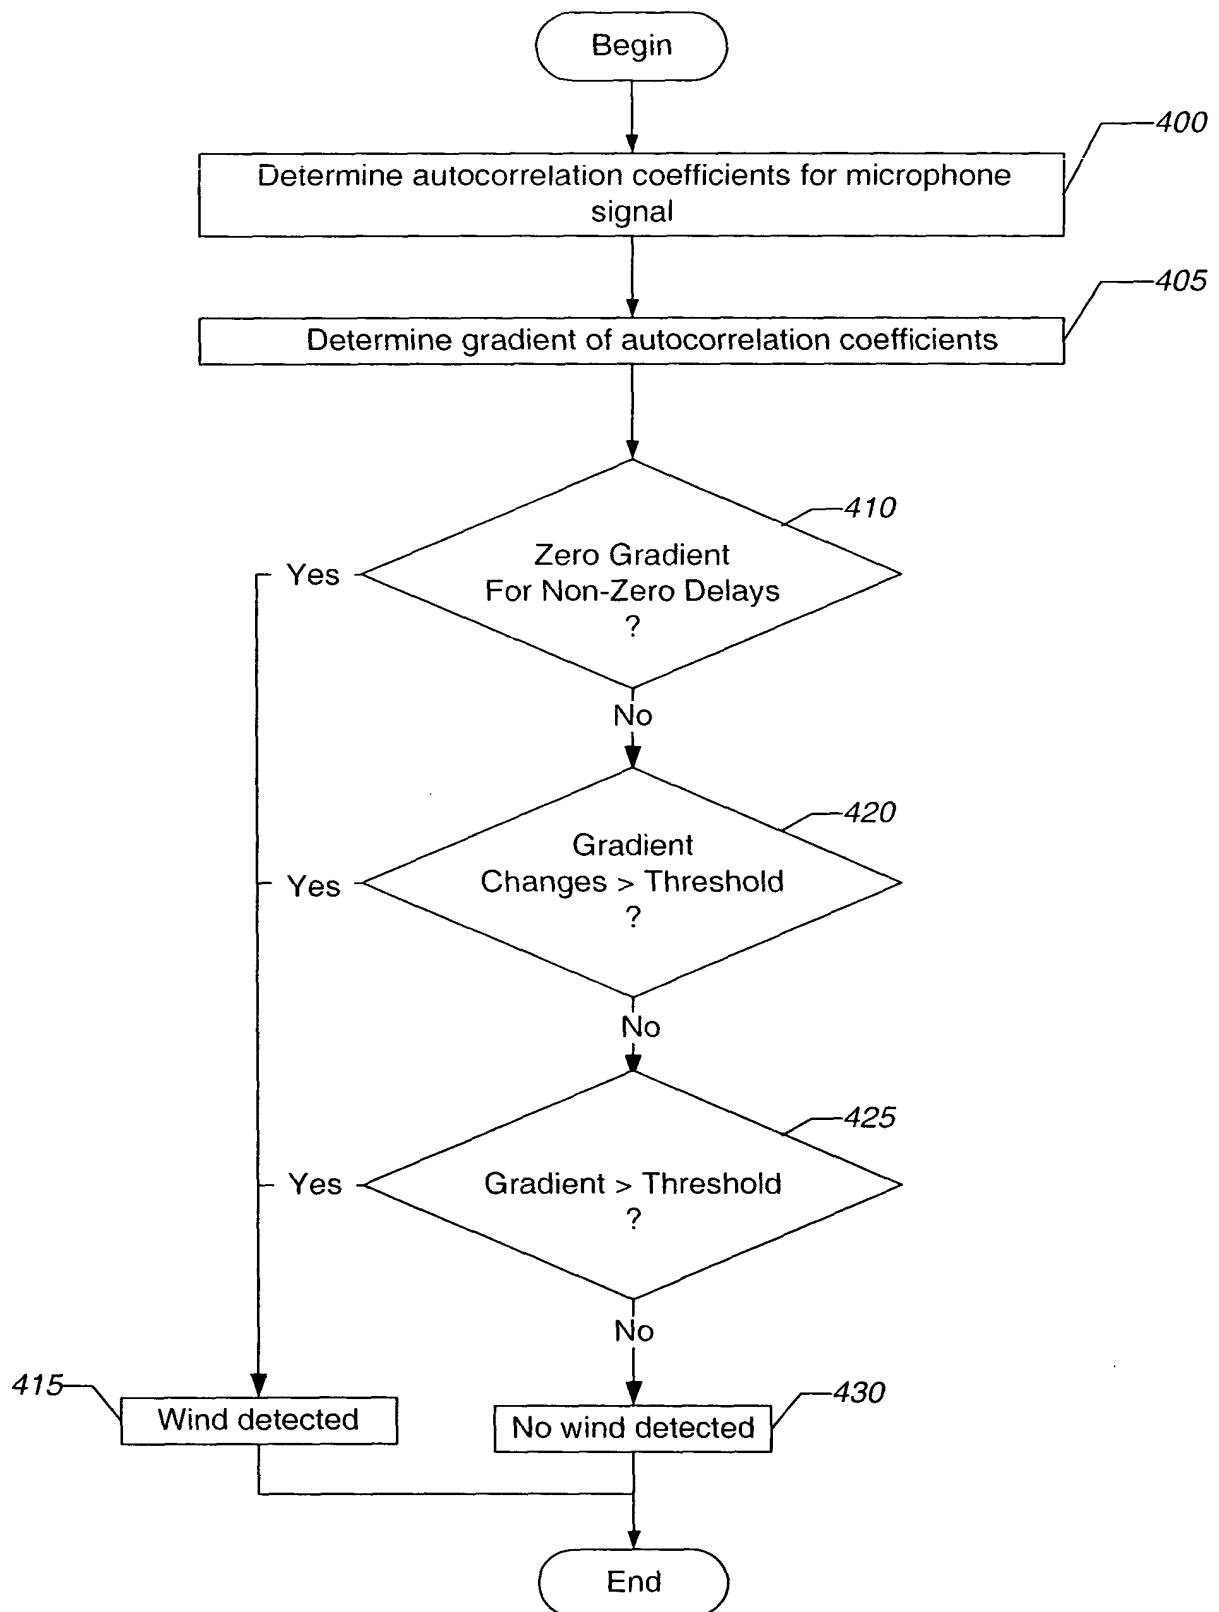 Begin
400
Determine autocorrelation coefficients for microphone
signal
405
Determine gradient of autocorrelation coefficients
410
Zero Gradient
For Non-Zero Delays
?
Yes
No
420
Gradient
Changes > Threshold
?
Yes
No
425
Gradient > Threshold
?
Yes
No
415
Wind detected
430
No wind detected
End